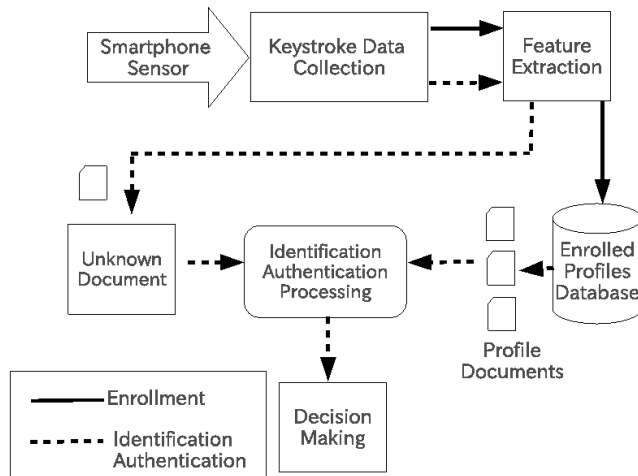 Smartphone
Sensor
Keystroke Data
Collection
Feature
Extraction
Unknown
Document
Identification
Authentication
Processing
Enrolled
Profiles
Database
Profile
Documents
Decision
Making
Enrollment
Identification
Authentication